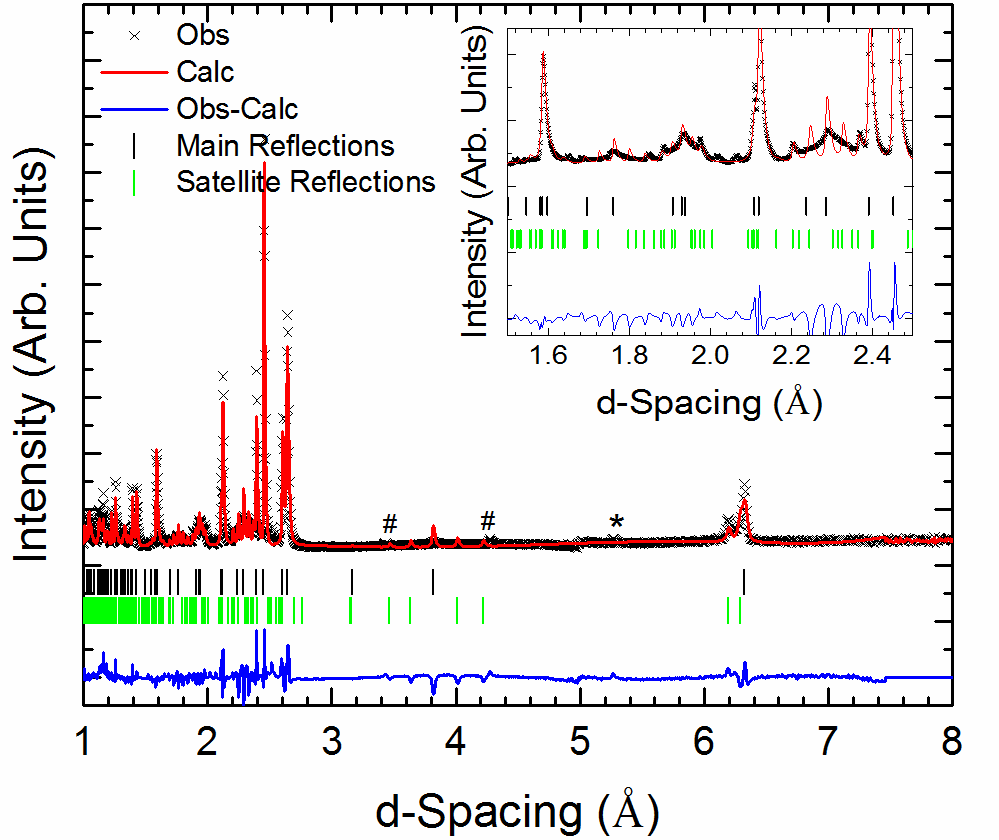 Obs
Calc
Obs-Calc
Main Reflections
Satellite Reflections
Intensity (Arb. Units)
1.6 1.8 2.0 2.2 2.4
d-Spacing (Å)
Intensity (Arb. Units)
# # *
1 2 3 4 5 6 7 8
d-Spacing (Å)